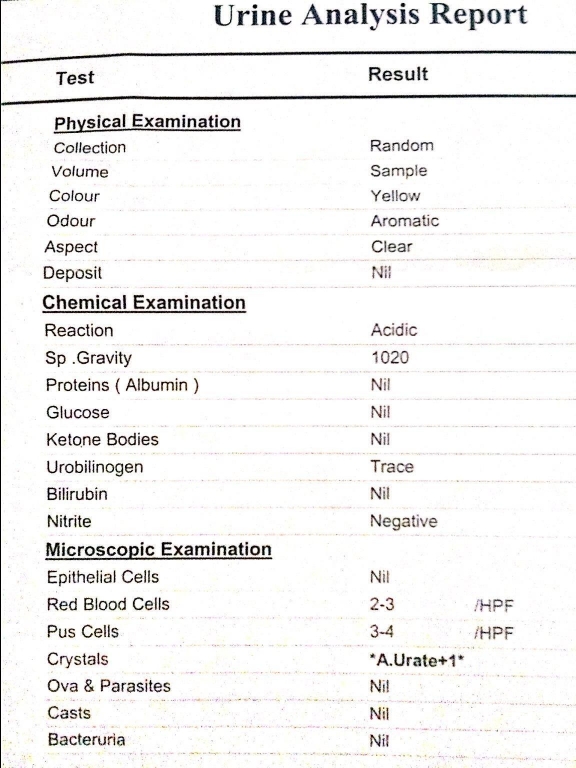 Urine Analysis Report
Test Result
Physical Examination
Collection Random
Volume Sample
Colour Yellow
Odour Aromatic
Aspect Clear
Deposit Nil
Chemical Examination
Reaction Acidic
Sp .Gravity 1020
Proteins ( Albumin ) Nil
Glucose Nil
Ketone Bodies Nil
Urobilinogen Trace
Bilirubin Nil
Nitrite Negative
Microscopic Examination
Epithelial Cells Nil
Red Blood Cells 2-3 /HPF
Pus Cells 3-4 /HPF
Crystals *A.Urate+1*
Ova & Parasites Nil
Casts Nil
Bacteruria Nil